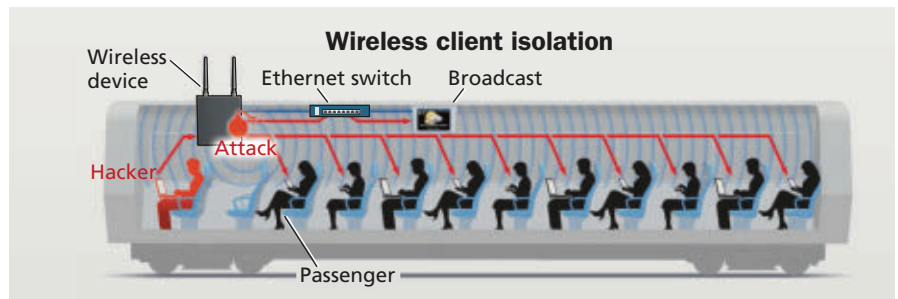 Wireless client isolation
Wireless
device
Ethernet switch
Broadcast
Attack
Hacker
Passenger